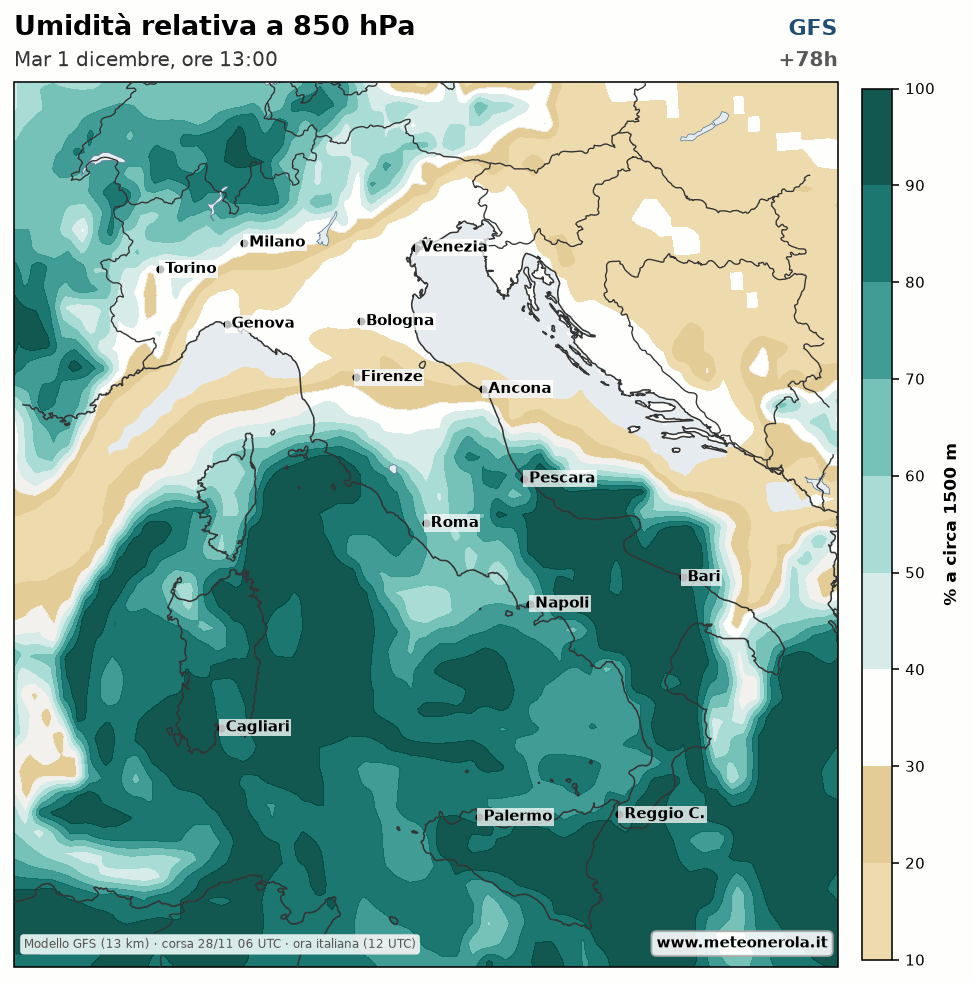 Umidità relativa a 850 hPa
GFS
Mar 1 dicembre, ore 13:00
+78h
Milano
Venezia
Torino
Genova
Bologna
Firenze
Ancona
Pescara
Roma
Bari
Napoli
Cagliari
Palermo
Reggio C.
100
90
80
70
60
50
40
30
20
10
% a circa 1500 m
Modello GFS (13 km) · corsa 28/11 06 UTC · ora italiana (12 UTC)
www.meteonerola.it